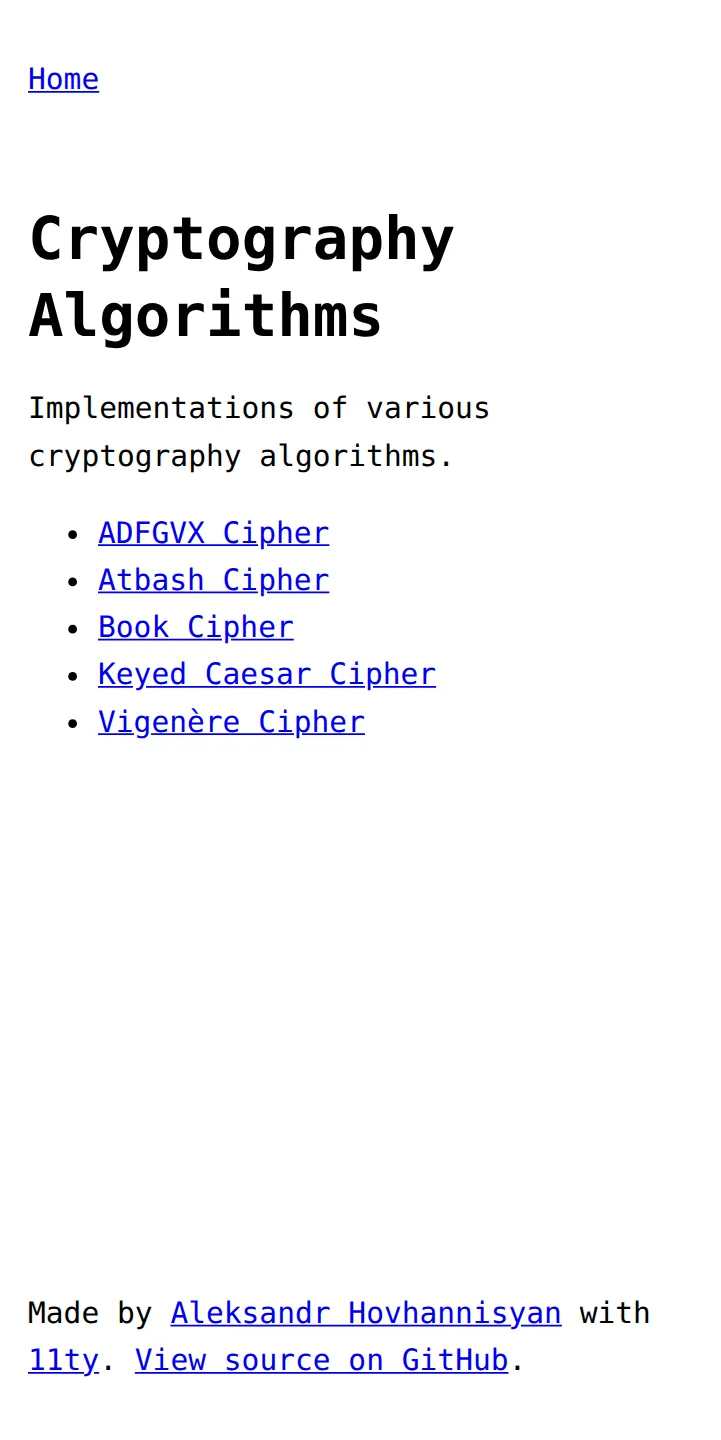 Home
Cryptography
Algorithms
Implementations of various
cryptography algorithms.
ADFGVX Cipher
Atbash Cipher
Book Cipher
Keyed Caesar Cipher
Vigenère Cipher
Made by Aleksandr Hovhannisyan with
11ty. View source on GitHub.